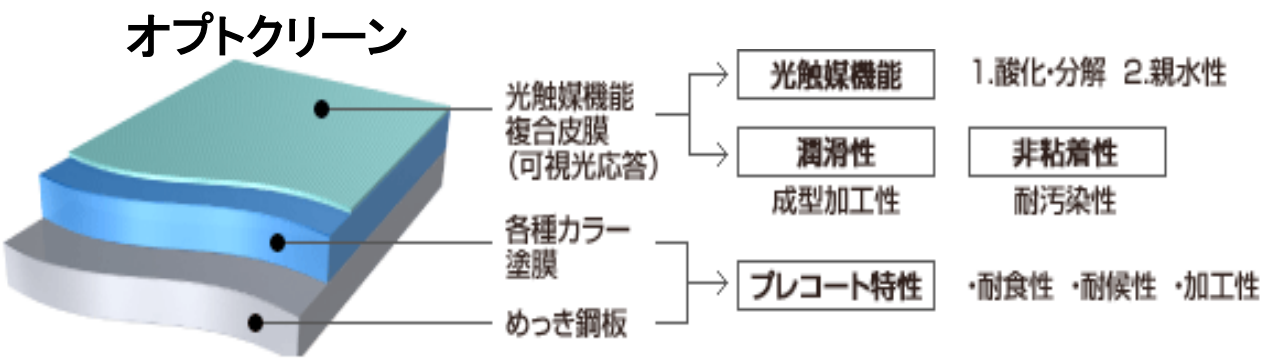 オプトクリーン
光触媒機能
複合皮膜
（可視光応答）
光触媒機能
1.酸化・分解 2.親水性
潤滑性
非粘着性
成型加工性
耐汚染性
各種カラー
塗膜
めっき鋼板
プレコート特性
・耐食性 ・耐候性 ・加工性